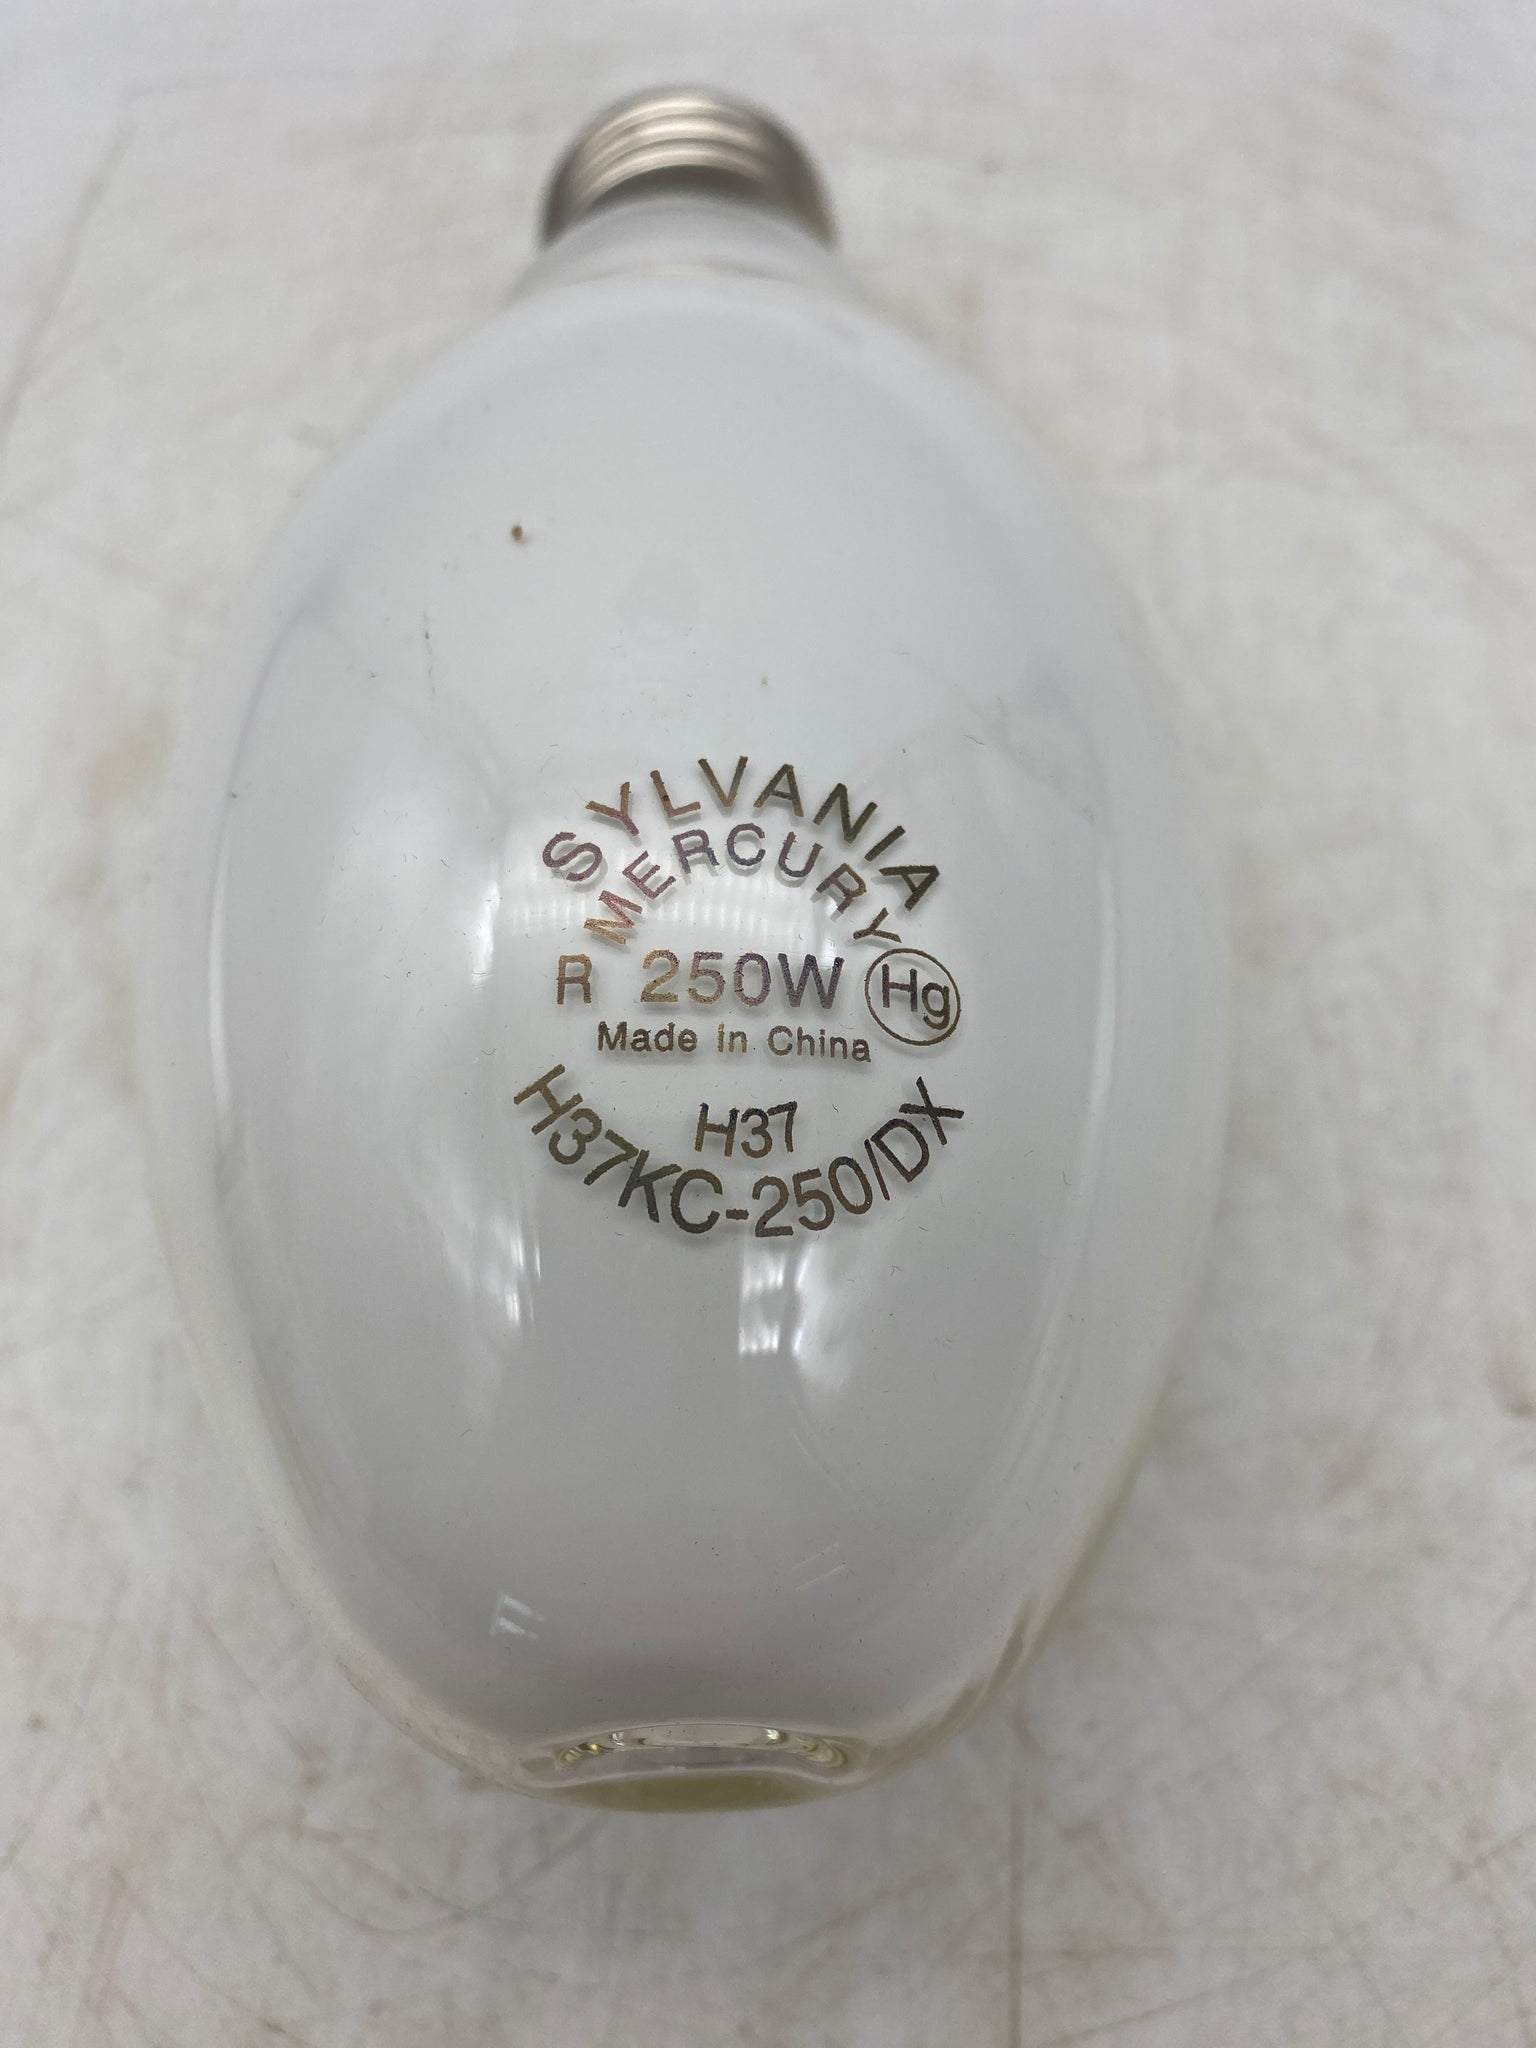 SYLVANIA
MERCURY
R 250W Hg
Made in China
H37
H37KC-250/DX